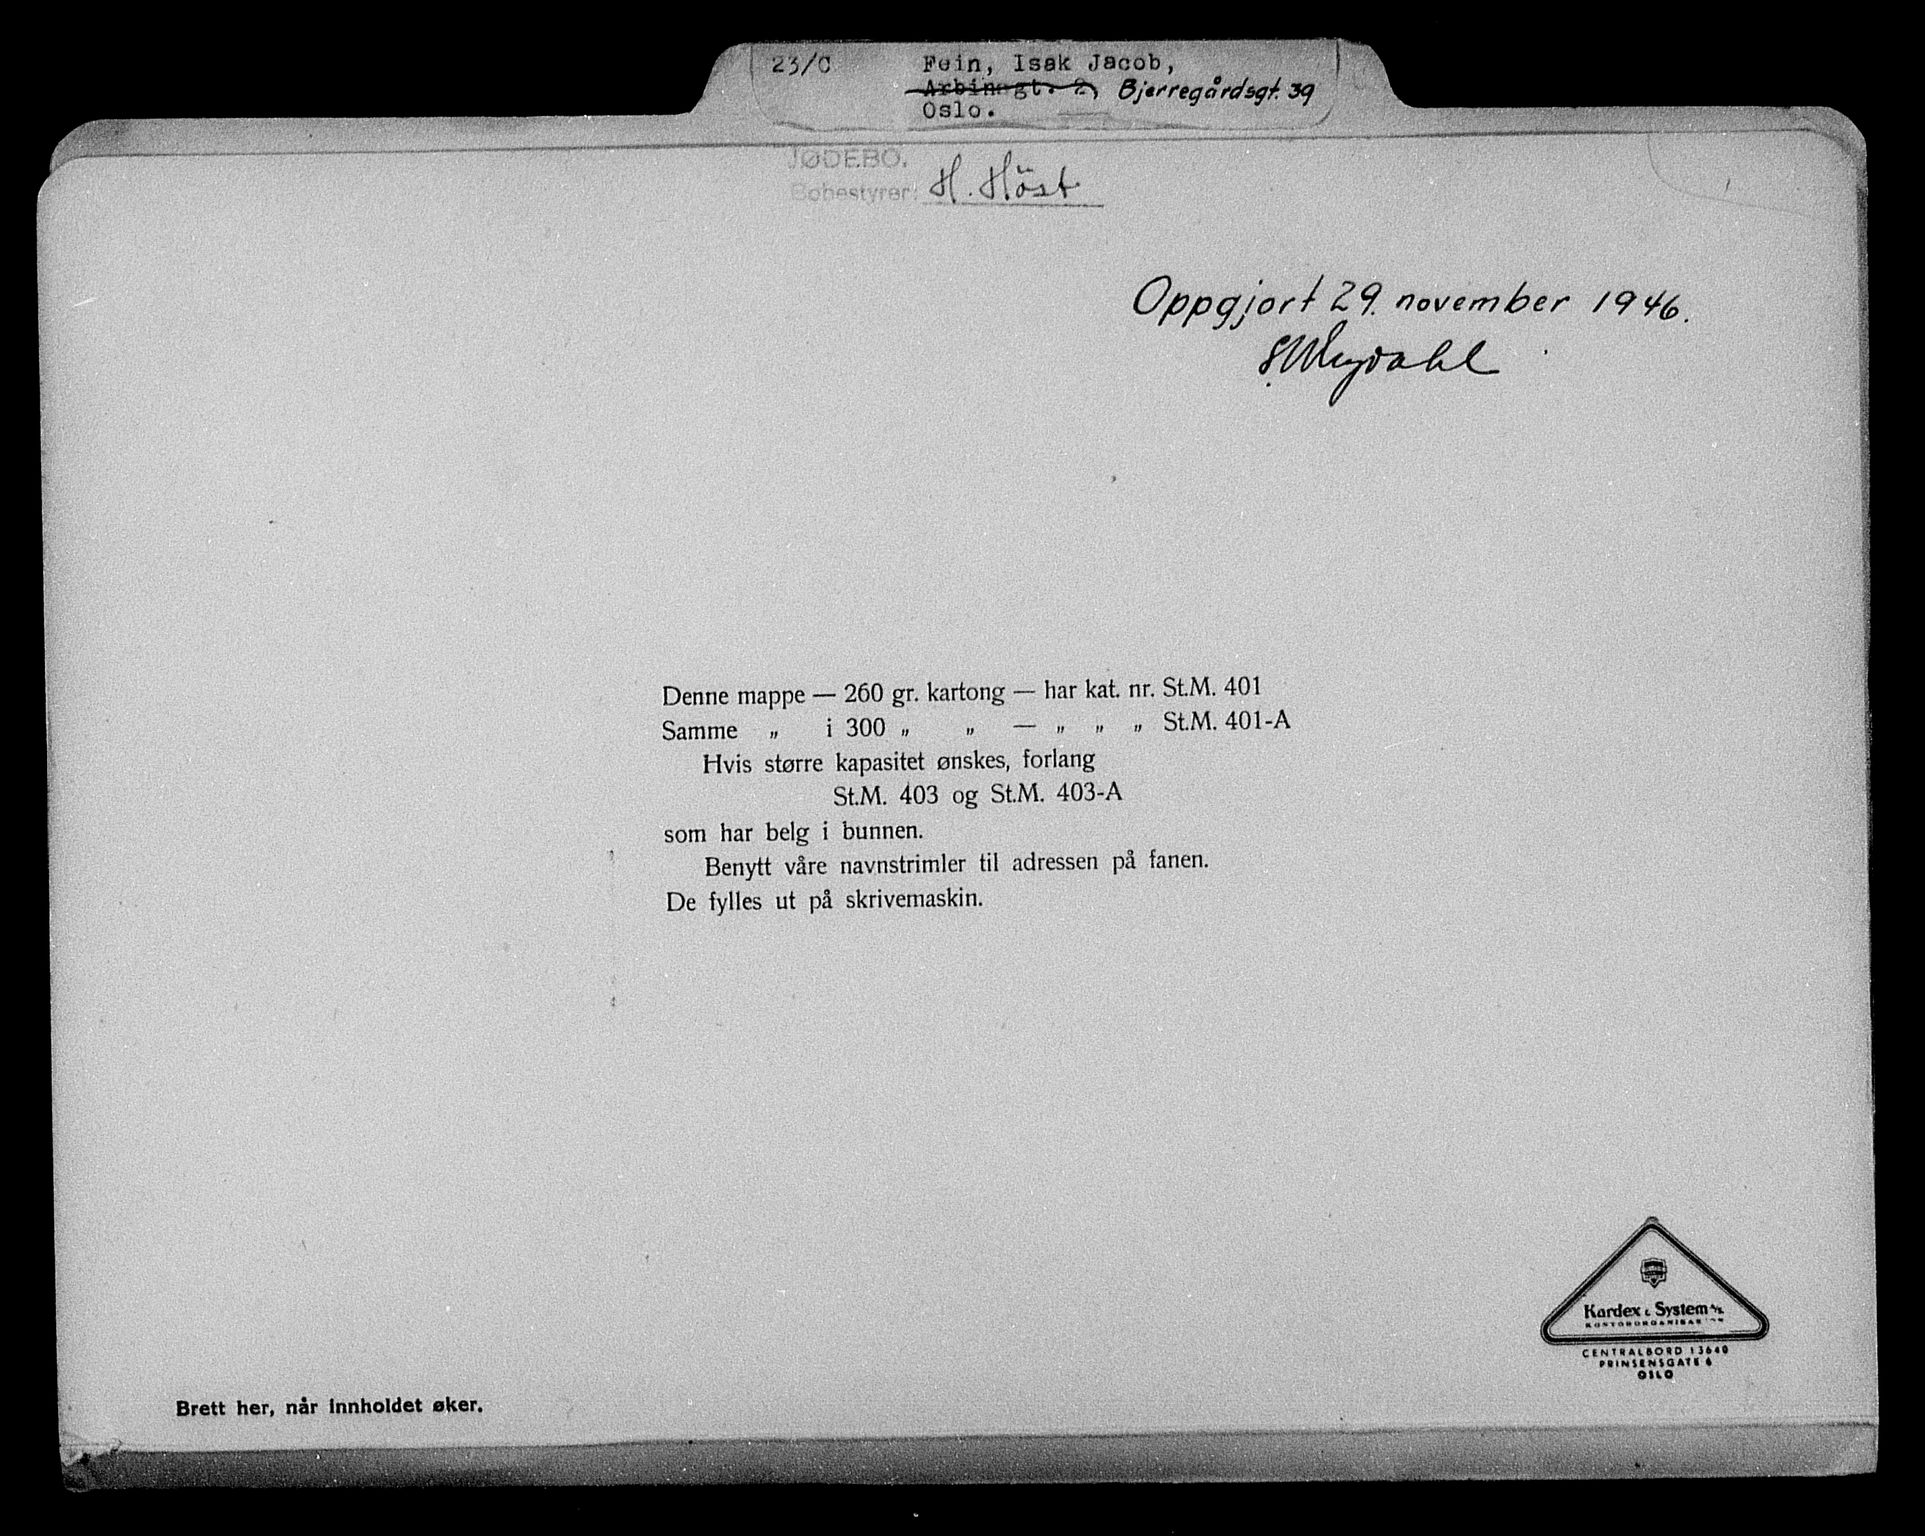 23/C
Fein, Isak Jacob,
Arbinsgt. 2, Bjerregårdsgt. 39
Oslo.
JØDEBO.
Bobestyrer: H. Höst
Oppgjort 29. november 1946.
Denne mappe — 260 gr. kartong — har kat. nr. St.M. 401
Samme „ i 300 „ „ — „ „ „ St.M. 401-A
Hvis større kapasitet ønskes, forlang
St.M. 403 og St.M. 403-A
som har belg i bunnen.
Benytt våre navnstrimler til adressen på fanen.
De fylles ut på skrivemaskin.
Kardex & System A/S
KONTORORGANISASJON
CENTRALBORD 13640
PRINSENSGATE 6
OSLO
Brett her, når innholdet øker.